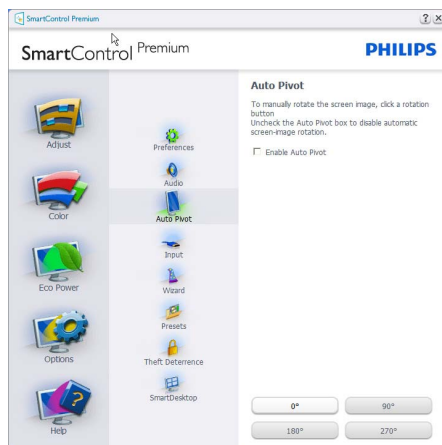 SmartControl Premium
SmartControl Premium
PHILIPS
Adjust
Color
Eco Power
Options
Help
Preferences
Audio
Auto Pivot
Input
Wizard
Presets
Theft Deterrence
SmartDesktop
Auto Pivot
To manually rotate the screen image, click a rotation
button
Uncheck the Auto Pivot box to disable automatic
screen-image rotation.
Enable Auto Pivot
0°
90°
180°
270°